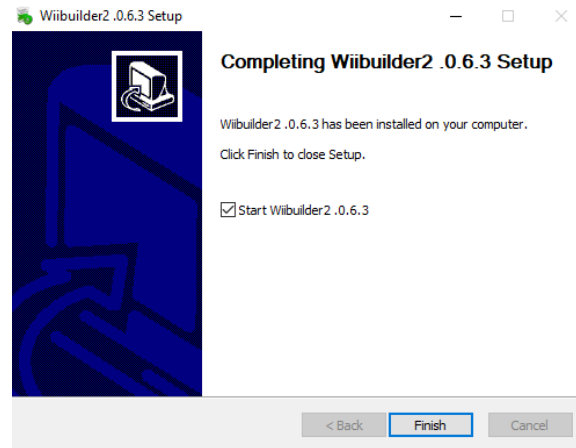 Wiibuilder2 .0.6.3 Setup
Completing Wiibuilder2 .0.6.3 Setup
Wiibuilder2 .0.6.3 has been installed on your computer.
Click Finish to close Setup.
Start Wiibuilder2 .0.6.3
< Back Finish Cancel